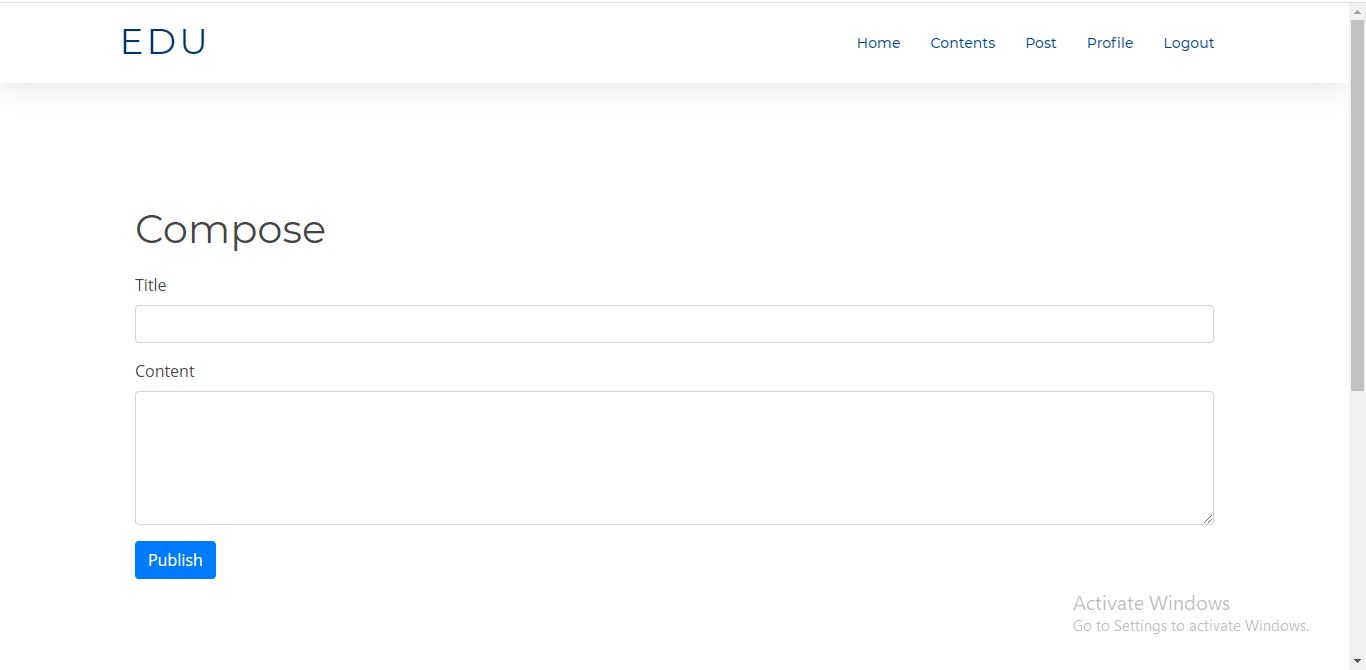 EDU
Home Contents Post Profile Logout
Compose
Title
Content
Publish
Activate Windows
Go to Settings to activate Windows.